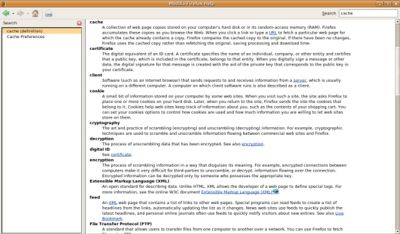 Mozilla Firefox Help
Search
Search: cache
cache (definition)
Cache Preferences
cache
A collection of web page copies stored on your computer's hard disk or in its random-access memory (RAM). Firefox
accumulates these copies as you browse the Web. When you click a link or type a URL to fetch a particular web page for
which the cache already contains a copy, Firefox compares the cached copy to the original. If there have been no changes,
Firefox uses the cached copy rather than refetching the original, saving processing and download time.
certificate
The digital equivalent of an ID card. A certificate specifies the name of an individual, company, or other entity and certifies
that a public key, which is included in the certificate, belongs to that entity. When you digitally sign a message or other
data, the digital signature for that message is created with the aid of the private key that corresponds to the public key in
your certificate.
client
Software (such as an Internet browser) that sends requests to and receives information from a server, which is usually
running on a different computer. A computer on which client software runs is also described as a client.
cookie
A small bit of information stored on your computer by some web sites. When you visit such a site, the site asks Firefox to
place one or more cookies on your hard disk. Later, when you return to the site, Firefox sends the site the cookies that
belong to it. Cookies help web sites keep track of information about you, such as the contents of your shopping cart. You
can set your cookies options to control how cookies are used and how much information you are willing to let web sites
store on them.
cryptography
The art and practice of scrambling (encrypting) and unscrambling (decrypting) information. For example, cryptographic
techniques are used to scramble and unscramble information flowing between commercial web sites and Firefox.
decryption
The process of unscrambling data that has been encrypted. See also encryption.
digital ID
See certificate.
encryption
The process of scrambling information in a way that disguises its meaning. For example, encrypted connections between
computers make it very difficult for third-parties to unscramble, or decrypt, information flowing over the connection.
Encrypted information can be decrypted only by someone who possesses the appropriate key.
Extensible Markup Language (XML)
An open standard for describing data. Unlike HTML, XML allows the developer of a web page to define special tags. For
more information, see the online W3C document Extensible Markup Language (XML)
feed
An XML web page that contains a list of links to other web pages. Special programs can read feeds to create a list of
headlines from the links, automatically updating the list as it changes. News web sites use feeds to quickly publish the
latest headlines, and personal online journals often use feeds to quickly notify visitors about new entries. See also Live
Bookmark.
File Transfer Protocol (FTP)
A standard that allows users to transfer files from one computer to another over a network. You can use Firefox to fetch